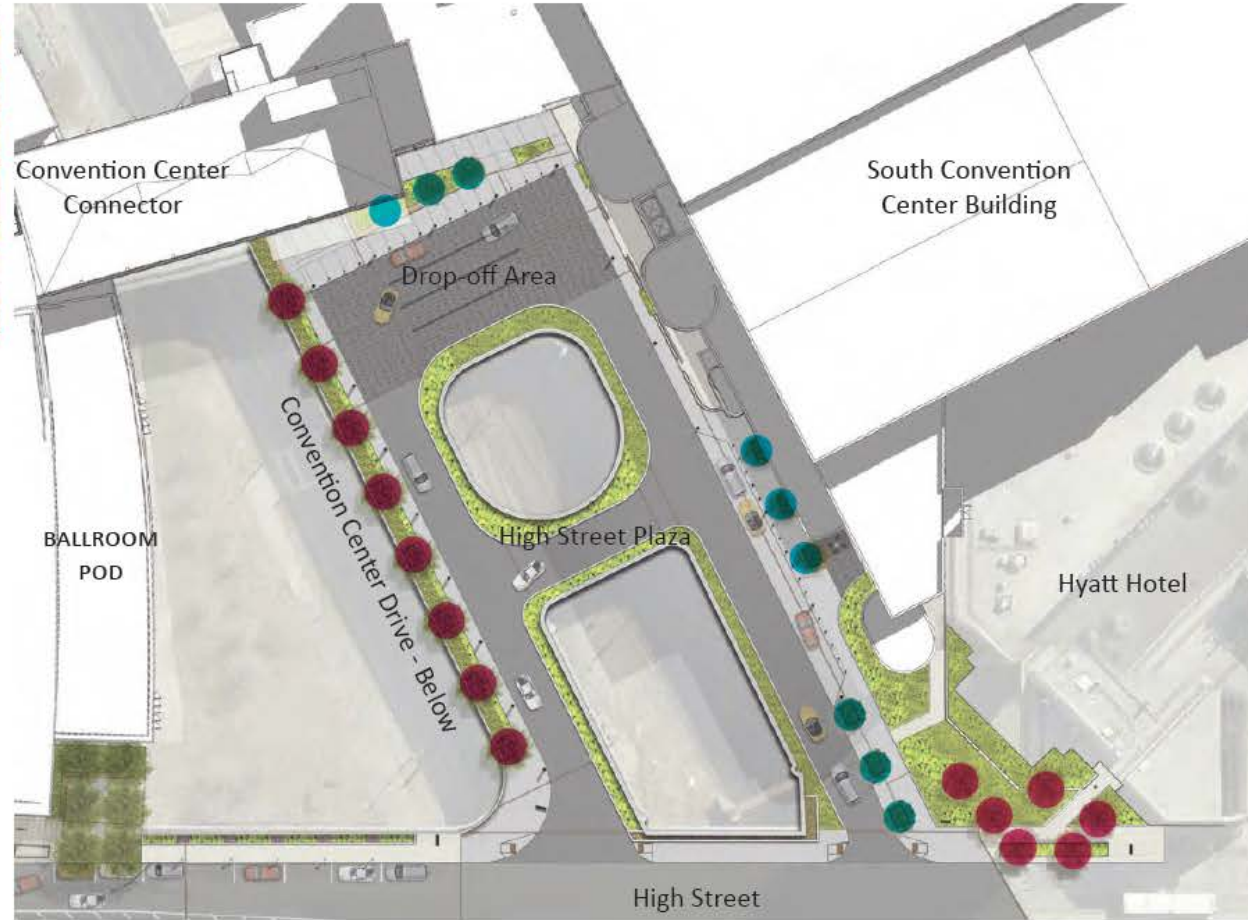 Convention Center
Connector
South Convention
Center Building
Drop-off Area
Convention Center Drive - Below
High Street Plaza
BALLROOM
POD
Hyatt Hotel
High Street